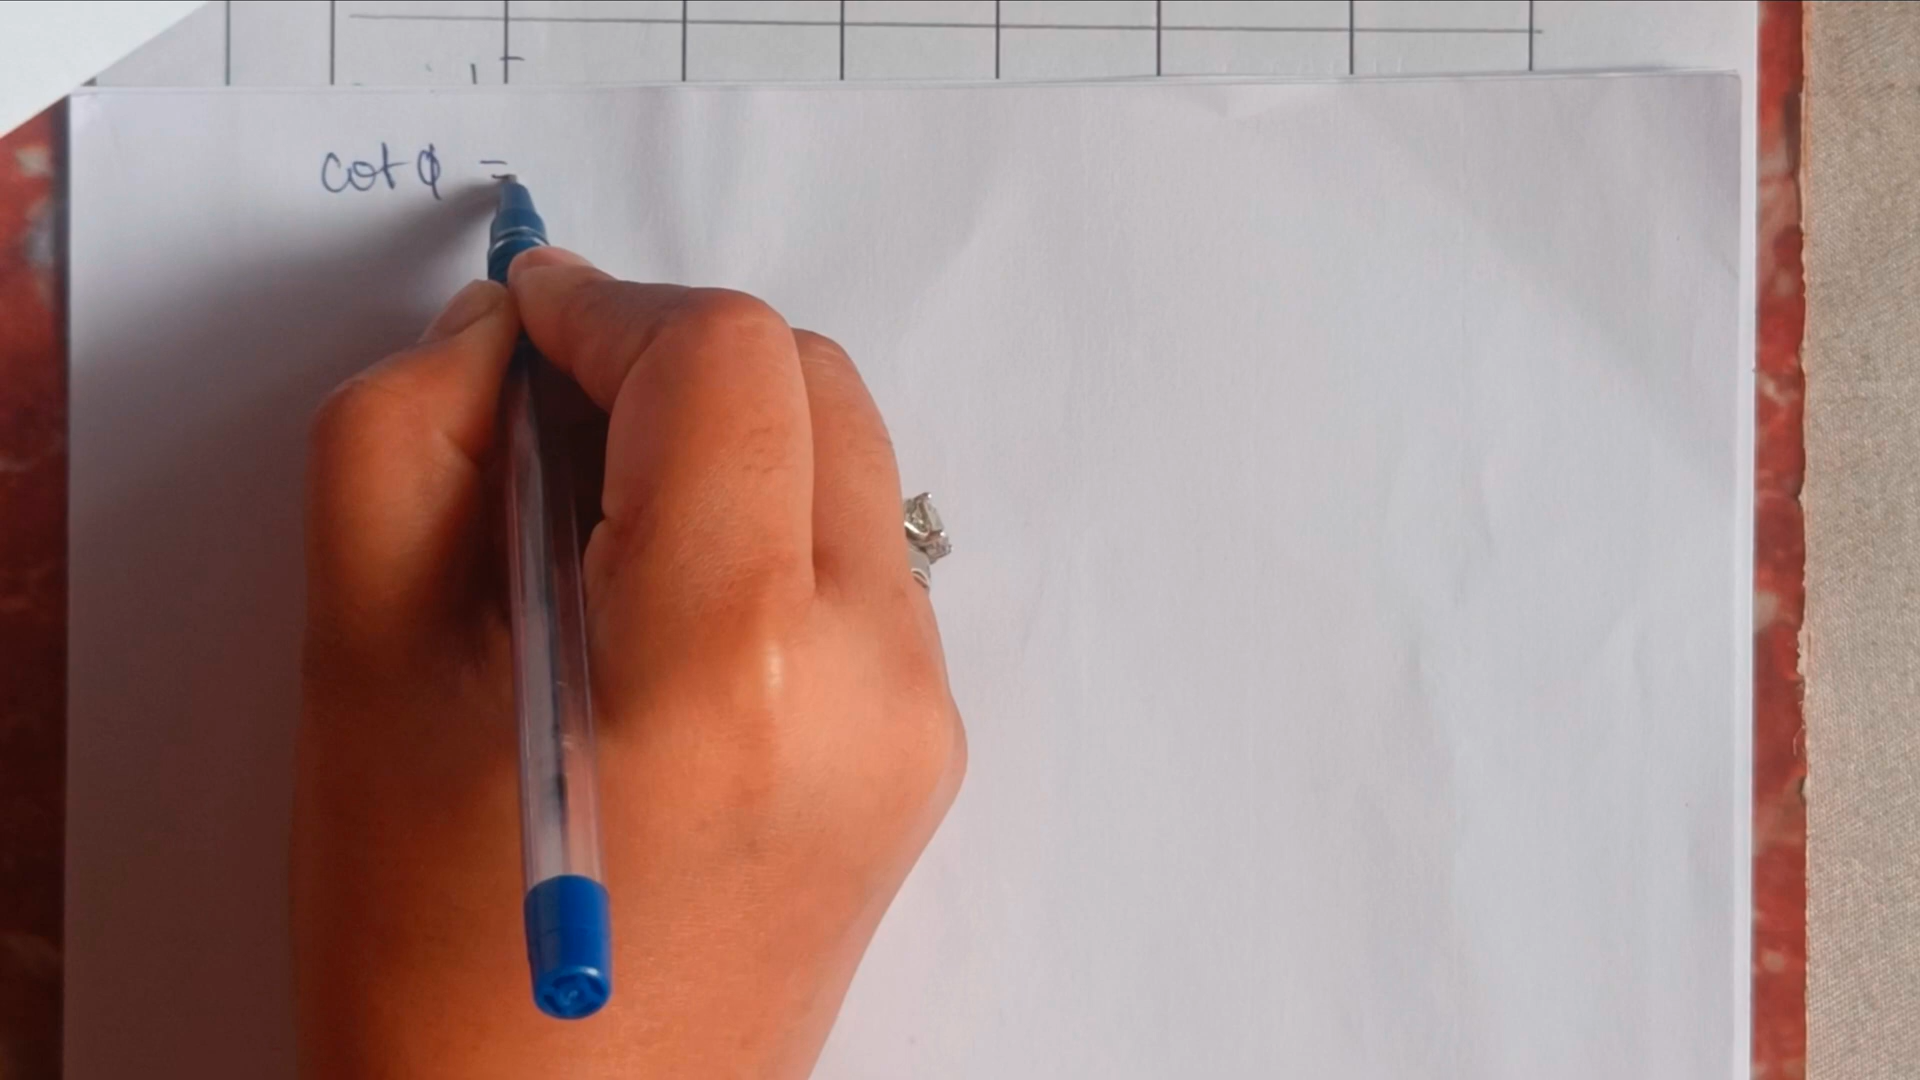 cot φ =